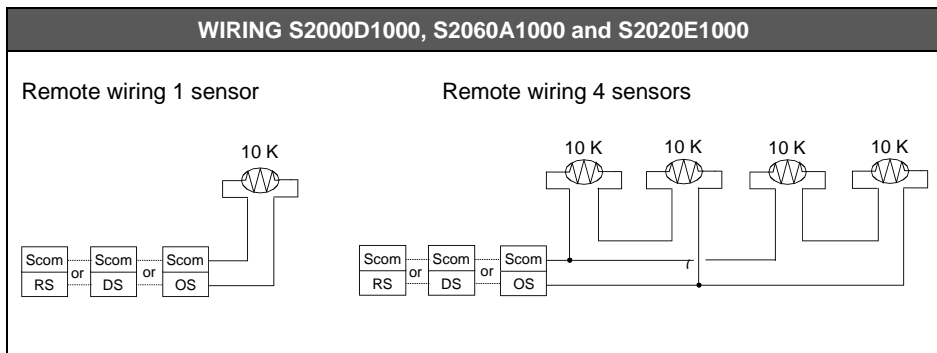 WIRING S2000D1000, S2060A1000 and S2020E1000
Remote wiring 1 sensor
Remote wiring 4 sensors
10 K
10 K 10 K 10 K 10 K
Scom or Scom or Scom
RS DS OS
Scom or Scom or Scom
RS DS OS